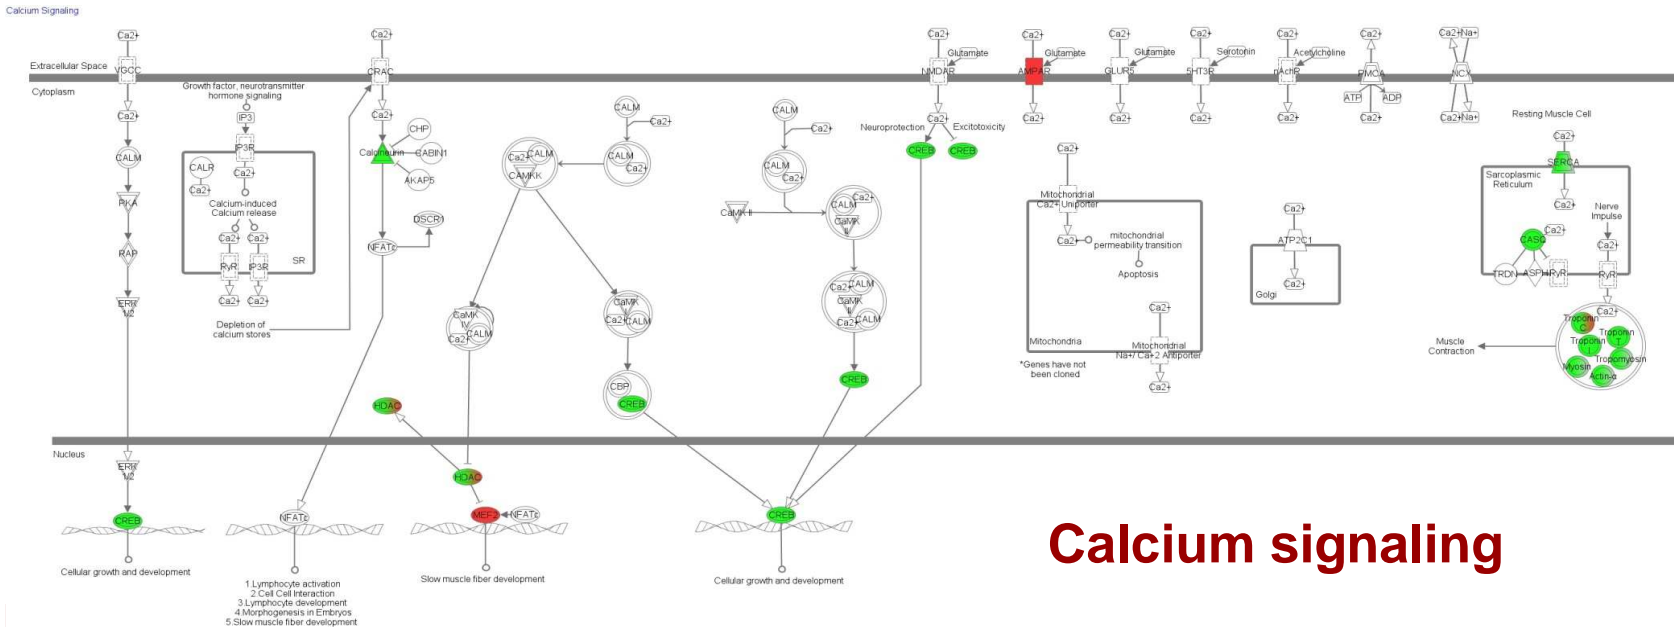 Calcium Signaling
Ca2+
Ca2+
Ca2+
Glutamate
Ca2+
Glutamate
Ca2+
Glutamate
Ca2+
Serotonin
Ca2+
Acetylcholine
Ca2+
Ca2+Na+
Extracellular Space
VGCC
CRAC
NMDAR
AMPAR
GLUR5
5HT3R
nAchR
PMCA
NCX
Cytoplasm
Growth factor, neurotransmitter
hormone signaling
ATP
ADP
IP3
Ca2+
Ca2+
CALM
Ca2+
CALM
Ca2+
Ca2+
Ca2+
Ca2+
Ca2+
Ca2+
Ca2+
Ca2+Na+
Resting Muscle Cell
CHP
Neuroprotection
Excitotoxicity
Ca2+
IP3R
Calcineurin
CABIN1
CREB
CREB
Ca2+
CALM
CALR
Ca2+
Ca2+
CALM
CAMKK
CALM
Ca2+
CALM
Ca2+
SERCA
Sarcoplasmic
Reticulum
Ca2+
AKAP5
Mitochondrial
Ca2+ Uniporter
PKA
Calcium-induced
Calcium release
DSCR1
CaMK II
CALM
Ca2+
CaMK
II
Ca2+
Ca2+
Nerve
Impulse
Ca2+
Ca2+
NFATc
Ca2+
mitochondrial
permeability transition
ATP2C1
CASQ
Ca2+
Ca2+
RAP
RyR
IP3R
SR
Apoptosis
TRDN
ASPH
RyR
RyR
Ca2+
Ca2+
Ca2+
CALM
CaMK
II
Ca2+
CALM
Ca2+
Golgi
ERK
1/2
CaMK
I
Ca2+
CALM
Ca2+
Depletion of
calcium stores
CaMK
IV
Ca2+
CALM
Ca2+
Troponin
C
Troponin
T
Troponin
I
Tropomyosin
Myosin
Actin-α
Muscle
Contraction
Mitochondria
Mitochondrial
Na+/ Ca+2 Antiporter
*Genes have not
been cloned
Ca2+
CREB
CBP
CREB
HDAC
Nucleus
ERK
1/2
HDAC
CREB
NFATc
MEF2
NFATc
CREB
Calcium signaling
Cellular growth and development
Slow muscle fiber development
Cellular growth and development
1.Lymphocyte activation
2.Cell Cell Interaction
3.Lymphocyte development
4.Morphogenesis in Embryos
5.Slow muscle fiber development